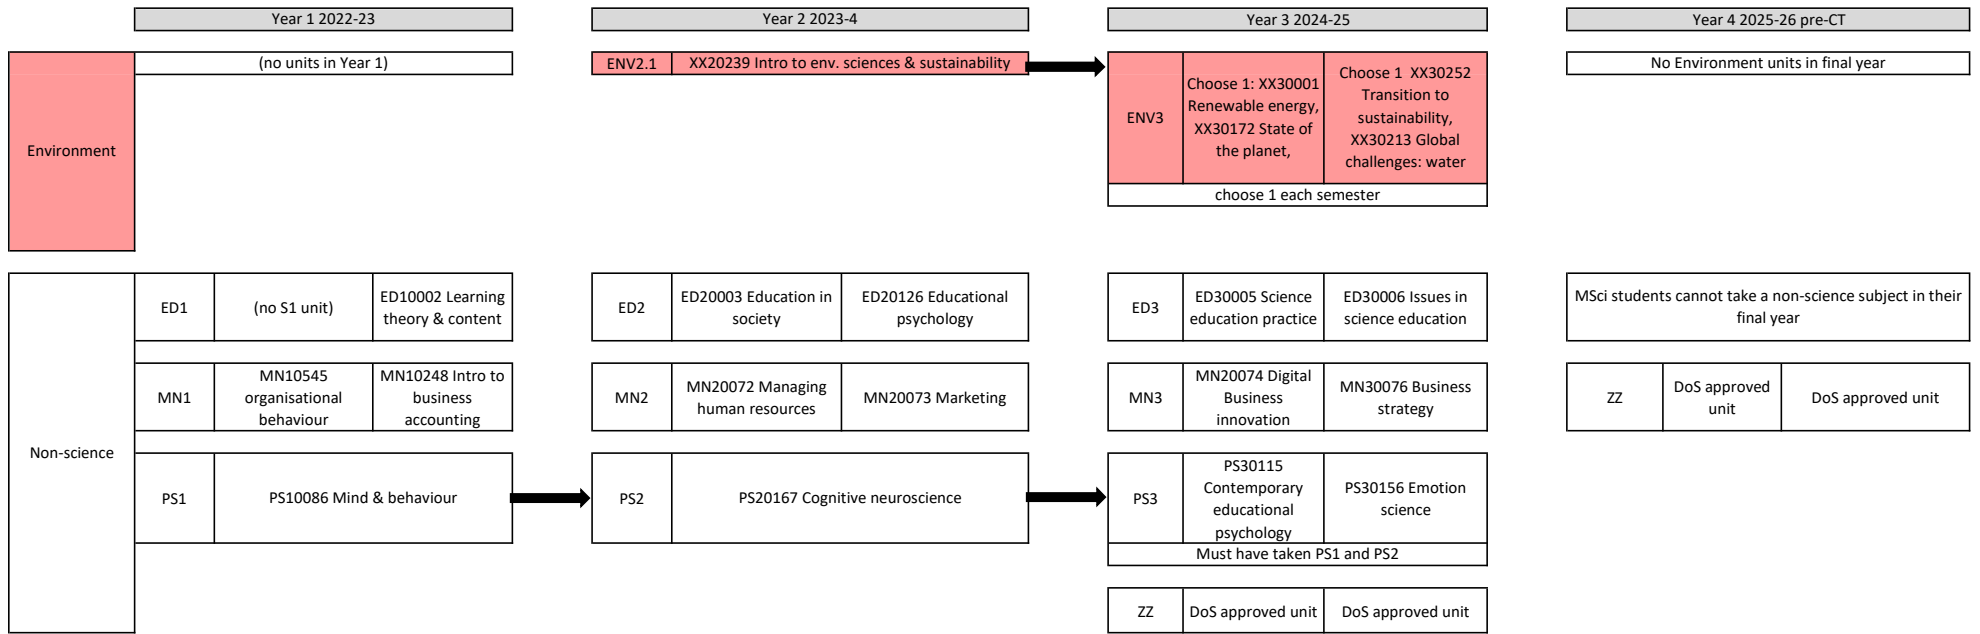 Year 1 2022-23
Year 2 2023-4
Year 3 2024-25
Year 4 2025-26 pre-CT
Environment
(no units in Year 1)
ENV2.1
XX20239 Intro to env. sciences & sustainability
ENV3
Choose 1: XX30001
Renewable energy,
XX30172 State of
the planet,
Choose 1  XX30252
Transition to
sustainability,
XX30213 Global
challenges: water
choose 1 each semester
No Environment units in final year
Non-science
ED1
(no S1 unit)
ED10002 Learning
theory & content
ED2
ED20003 Education in
society
ED20126 Educational
psychology
ED3
ED30005 Science
education practice
ED30006 Issues in
science education
MSci students cannot take a non-science subject in their
final year
MN1
MN10545
organisational
behaviour
MN10248 Intro to
business
accounting
MN2
MN20072 Managing
human resources
MN20073 Marketing
MN3
MN20074 Digital
Business
innovation
MN30076 Business
strategy
ZZ
DoS approved
unit
DoS approved unit
PS1
PS10086 Mind & behaviour
PS2
PS20167 Cognitive neuroscience
PS3
PS30115
Contemporary
educational
psychology
PS30156 Emotion
science
Must have taken PS1 and PS2
ZZ
DoS approved unit
DoS approved unit